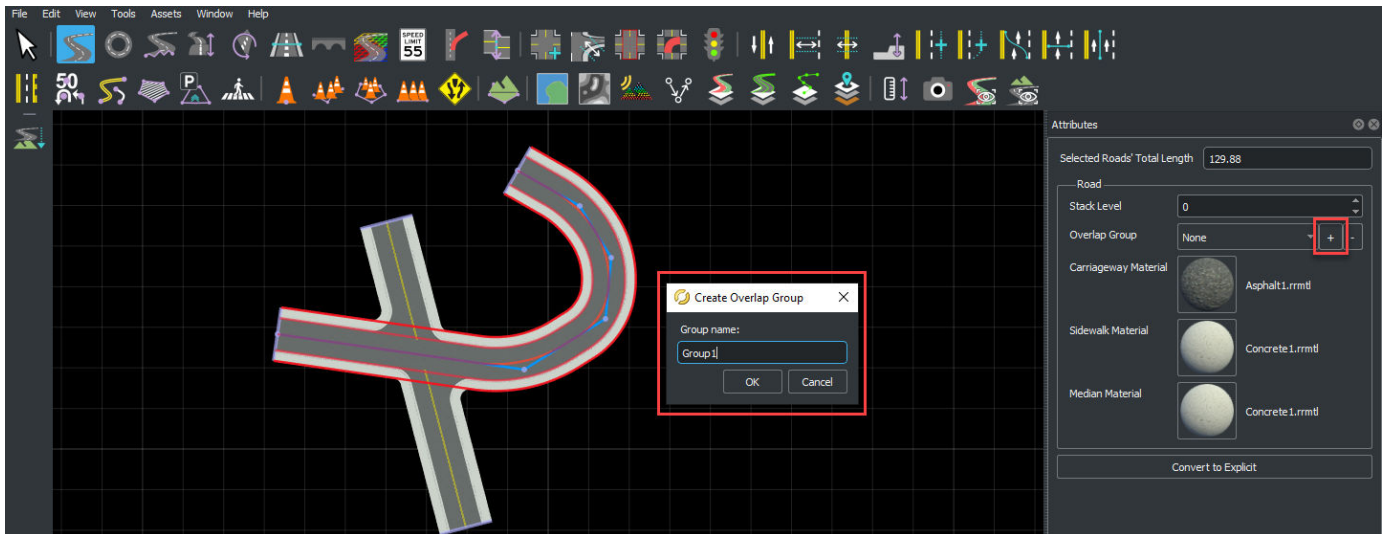 File Edit View Tools Assets Window Help
SPEED
LIMIT
55
50
P
Attributes
Selected Roads' Total Length 129.88
Road
Stack Level 0
Overlap Group None + -
Carriageway Material
Asphalt1.rrmtl
Sidewalk Material
Concrete1.rrmtl
Median Material
Concrete1.rrmtl
Convert to Explicit
Create Overlap Group
Group name:
Group1
OK Cancel